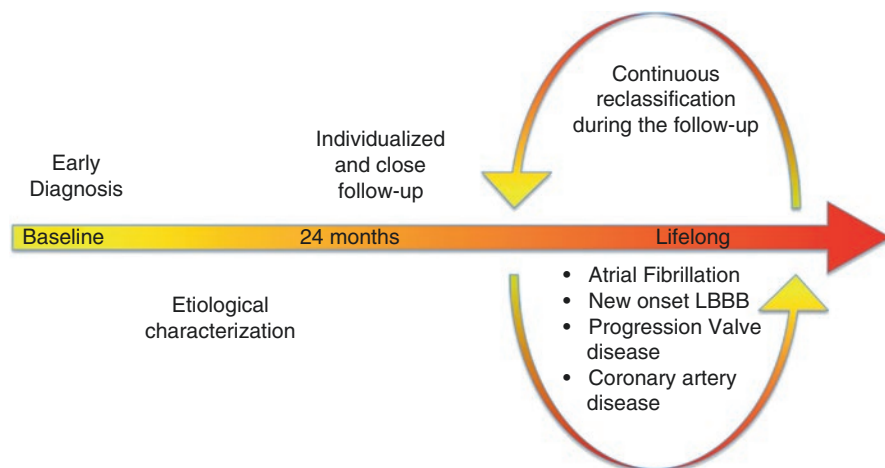 Continuous
reclassification
during the follow-up
Individualized
and close
follow-up
Early
Diagnosis
Baseline
24 months
Lifelong
Etiological
characterization
• Atrial Fibrillation
• New onset LBBB
• Progression Valve
disease
• Coronary artery
disease